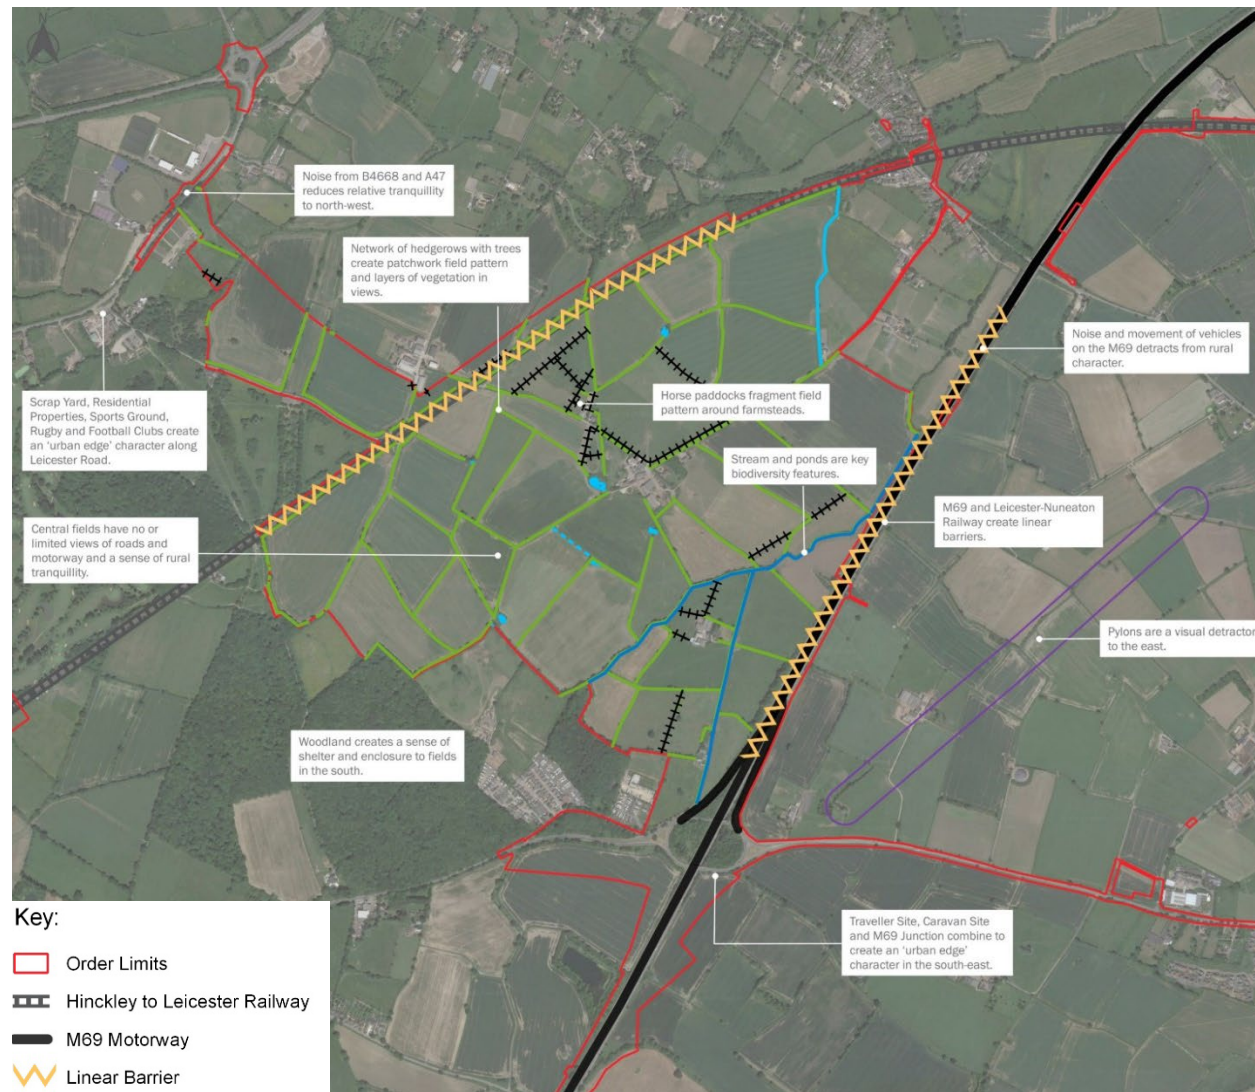 Noise from B4668 and A47
reduces relative tranquillity
to north-west.
Network of hedgerows with trees
create patchwork field pattern
and layers of vegetation in
views.
Noise and movement of vehicles
on the M69 detracts from rural
character.
Scrap Yard, Residential
Properties, Sports Ground,
Rugby and Football Clubs create
an ‘urban edge’ character along
Leicester Road.
Horse paddocks fragment field
pattern around farmsteads.
Stream and ponds are key
biodiversity features.
M69 and Leicester-Nuneaton
Railway create linear
barriers.
Central fields have no or
limited views of roads and
motorway and a sense of rural
tranquillity.
Pylons are a visual detractor
to the east.
Woodland creates a sense of
shelter and enclosure to fields
in the south.
Traveller Site, Caravan Site
and M69 Junction combine to
create an ‘urban edge’
character in the south-east.
Key:
Order Limits
Hinckley to Leicester Railway
M69 Motorway
Linear Barrier